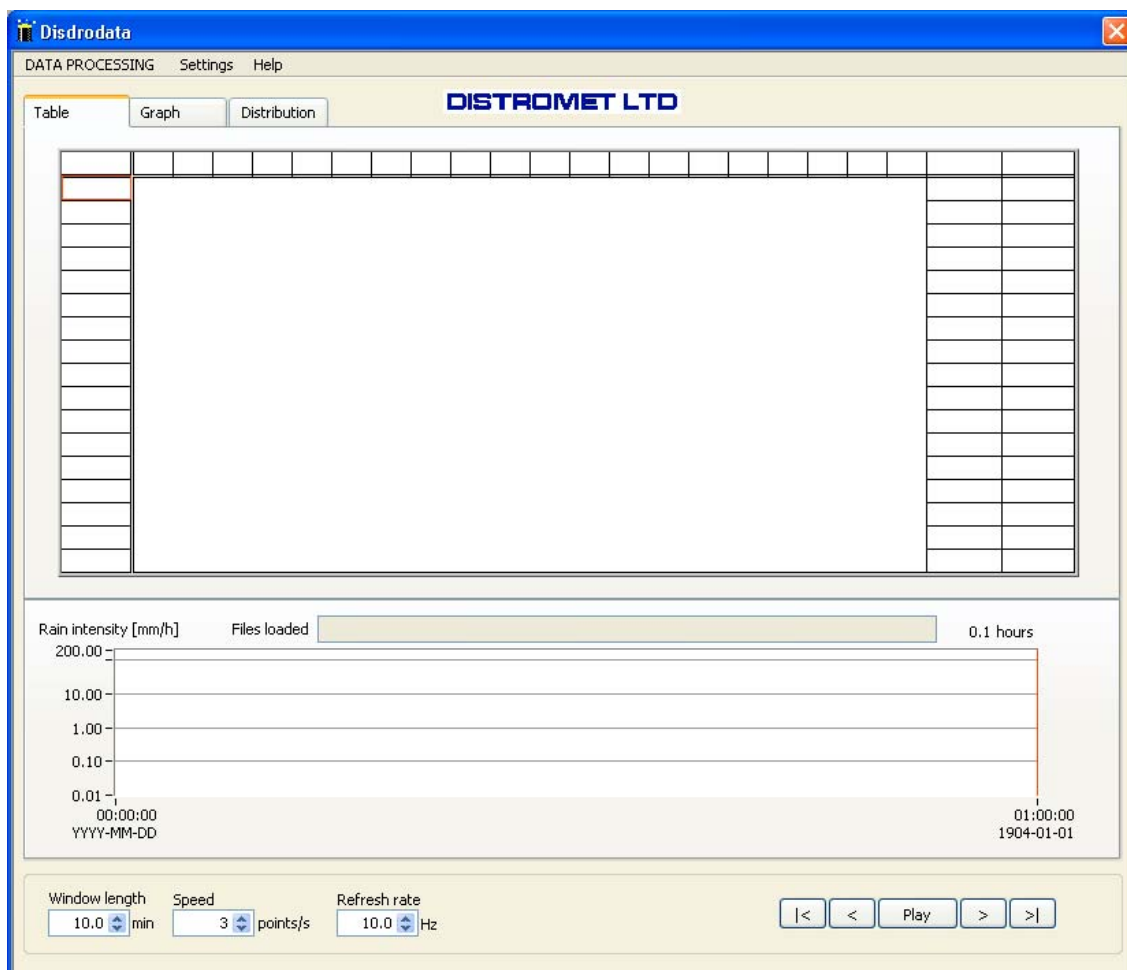 Disdrodata
DATA PROCESSING Settings Help
Table Graph Distribution
DISTROMET LTD
Rain intensity [mm/h] Files loaded 0.1 hours
200.00
10.00
1.00
0.10
0.01
00:00:00 01:00:00
YYYY-MM-DD 1904-01-01
Window length Speed Refresh rate
10.0 min 3 points/s 10.0 Hz
|< < Play > >|